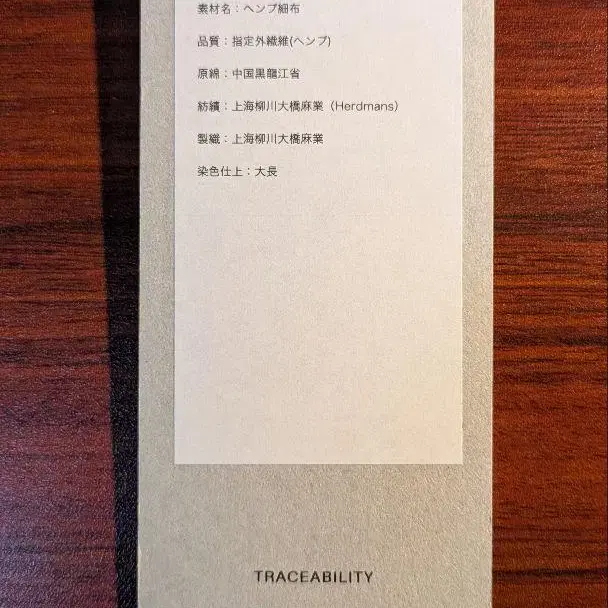 素材名：ヘンプ細布
品質：指定外繊維(ヘンプ)
原綿：中国黒龍江省
紡績：上海柳川大橋麻業（Herdmans）
製織：上海柳川大橋麻業
染色仕上：大長
TRACEABILITY